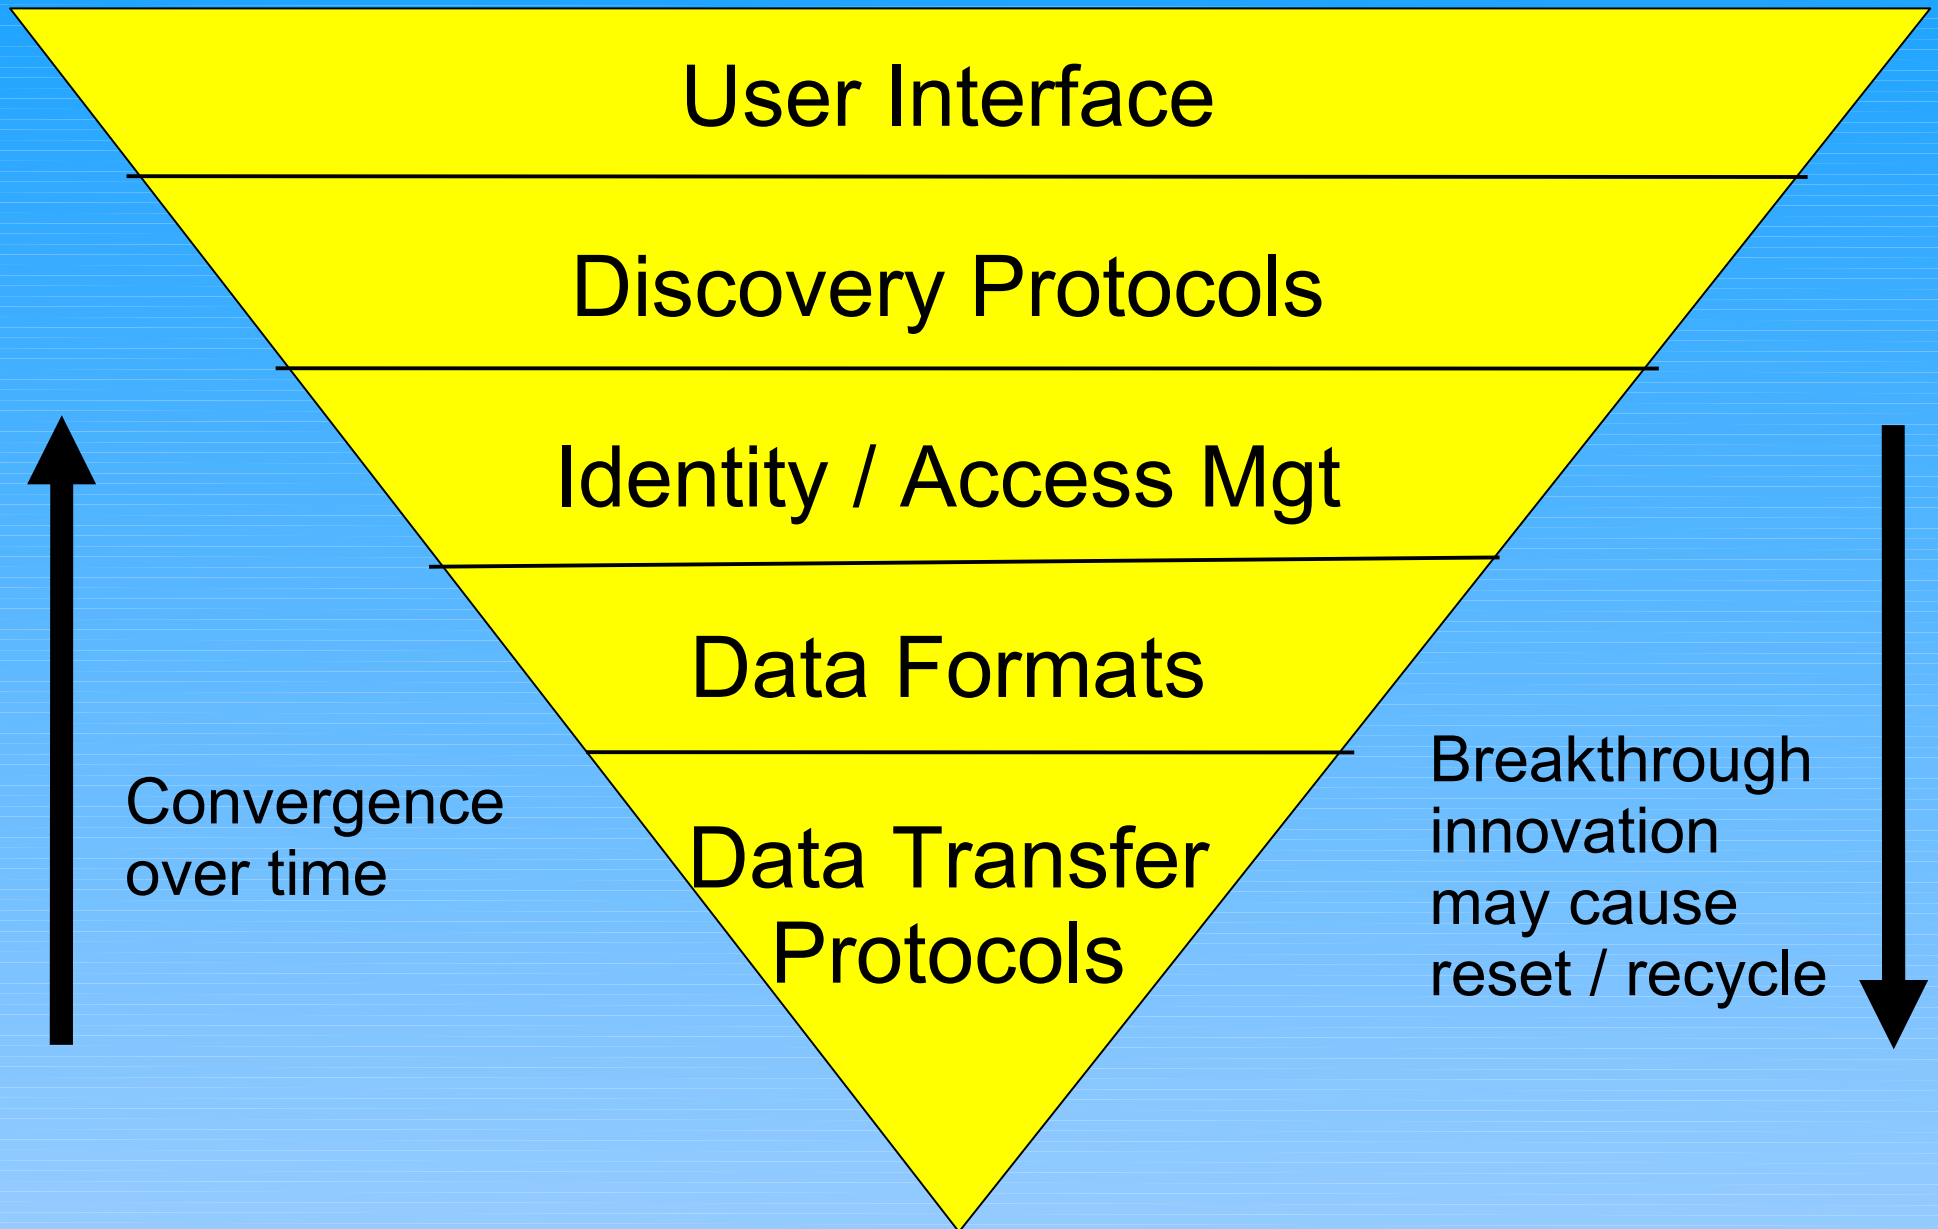 User Interface
Discovery Protocols
Identity / Access Mgt
Data Formats
Data Transfer
Protocols
Convergence
over time
Breakthrough
innovation
may cause
reset / recycle